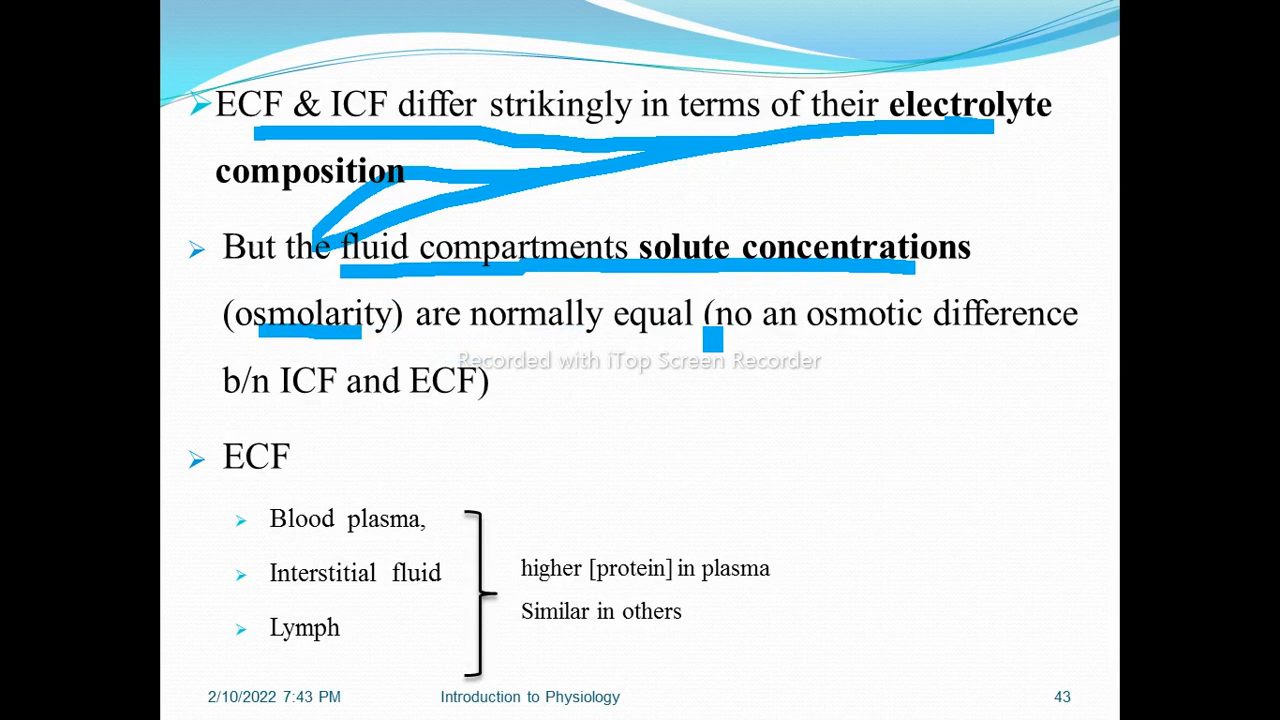 ECF & ICF differ strikingly in terms of their electrolyte
composition
But the fluid compartments solute concentrations
(osmolarity) are normally equal (no an osmotic difference
Recorded with iTop Screen Recorder
b/n ICF and ECF)
ECF
Blood plasma,
Interstitial fluid
Lymph
higher [protein] in plasma
Similar in others
2/10/2022 7:43 PM
Introduction to Physiology
43